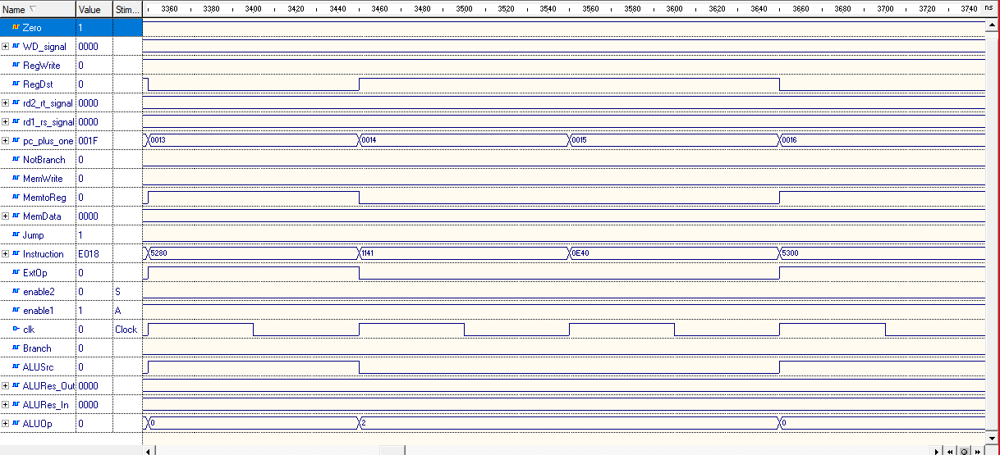 Name Value Stim... 3360 3380 3400 3420 3440 3460 3480 3500 3520 3540 3560 3580 3600 3620 3640 3660 3680 3700 3720 3740 ns
Zero 1
WD_signal 0000
RegWrite 0
RegDst 0
rd2_rt_signal 0000
rd1_rs_signal 0000
pc_plus_one 001F 0013 0014 0015 0016
NotBranch 0
MemWrite 0
MemtoReg 0
MemData 0000
Jump 1
Instruction E018 5280 1141 0E40 5300
ExtOp 0
enable2 0 S
enable1 1 A
clk 0 Clock
Branch 0
ALUSrc 0
ALURes_Out 0000
ALURes_In 0000
ALUOp 0 0 2 0